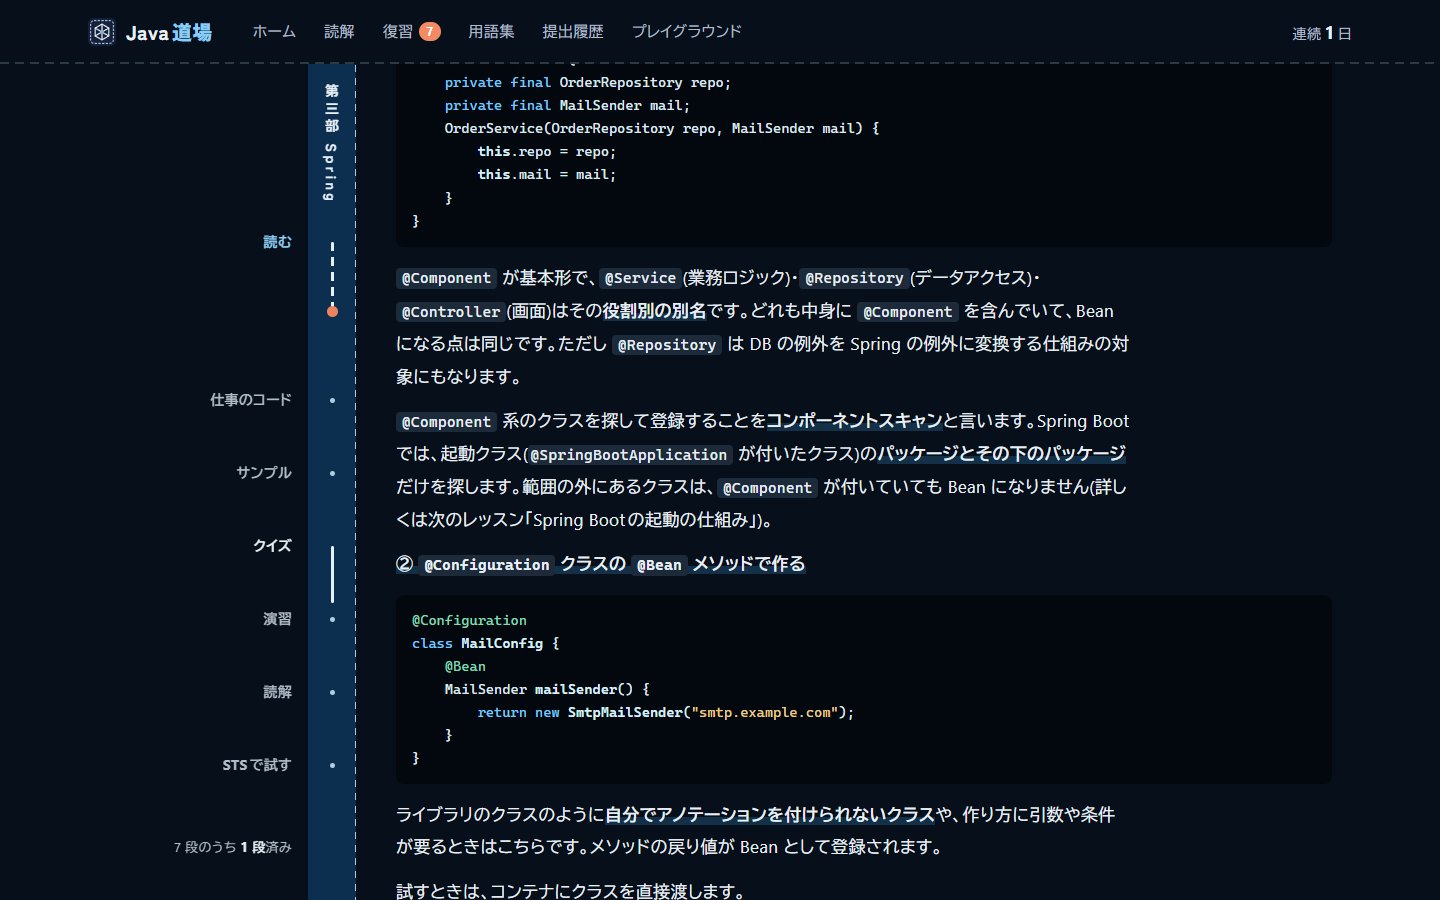 Java道場
ホーム
読解
復習 7
用語集
提出履歴
プレイグラウンド
連続 1 日
第三部 Spring
読む
仕事のコード
サンプル
クイズ
演習
読解
STSで試す
7 段のうち 1 段済み
private final OrderRepository repo;
private final MailSender mail;
OrderService(OrderRepository repo, MailSender mail) {
this.repo = repo;
this.mail = mail;
}
}
@Component が基本形で、@Service(業務ロジック)・@Repository(データアクセス)・
@Controller(画面)はその役割別の別名です。どれも中身に @Component を含んでいて、Bean
になる点は同じです。ただし @Repository は DB の例外を Spring の例外に変換する仕組みの対
象にもなります。
@Component 系のクラスを探して登録することをコンポーネントスキャンと言います。Spring Boot
では、起動クラス(@SpringBootApplication が付いたクラス)のパッケージとその下のパッケージ
だけを探します。範囲の外にあるクラスは、@Component が付いていても Bean になりません(詳し
くは次のレッスン「Spring Bootの起動の仕組み」)。
② @Configuration クラスの @Bean メソッドで作る
@Configuration
class MailConfig {
@Bean
MailSender mailSender() {
return new SmtpMailSender("smtp.example.com");
}
}
ライブラリのクラスのように自分でアノテーションを付けられないクラスや、作り方に引数や条件
が要るときはこちらです。メソッドの戻り値が Bean として登録されます。
試すときは、コンテナにクラスを直接渡します。